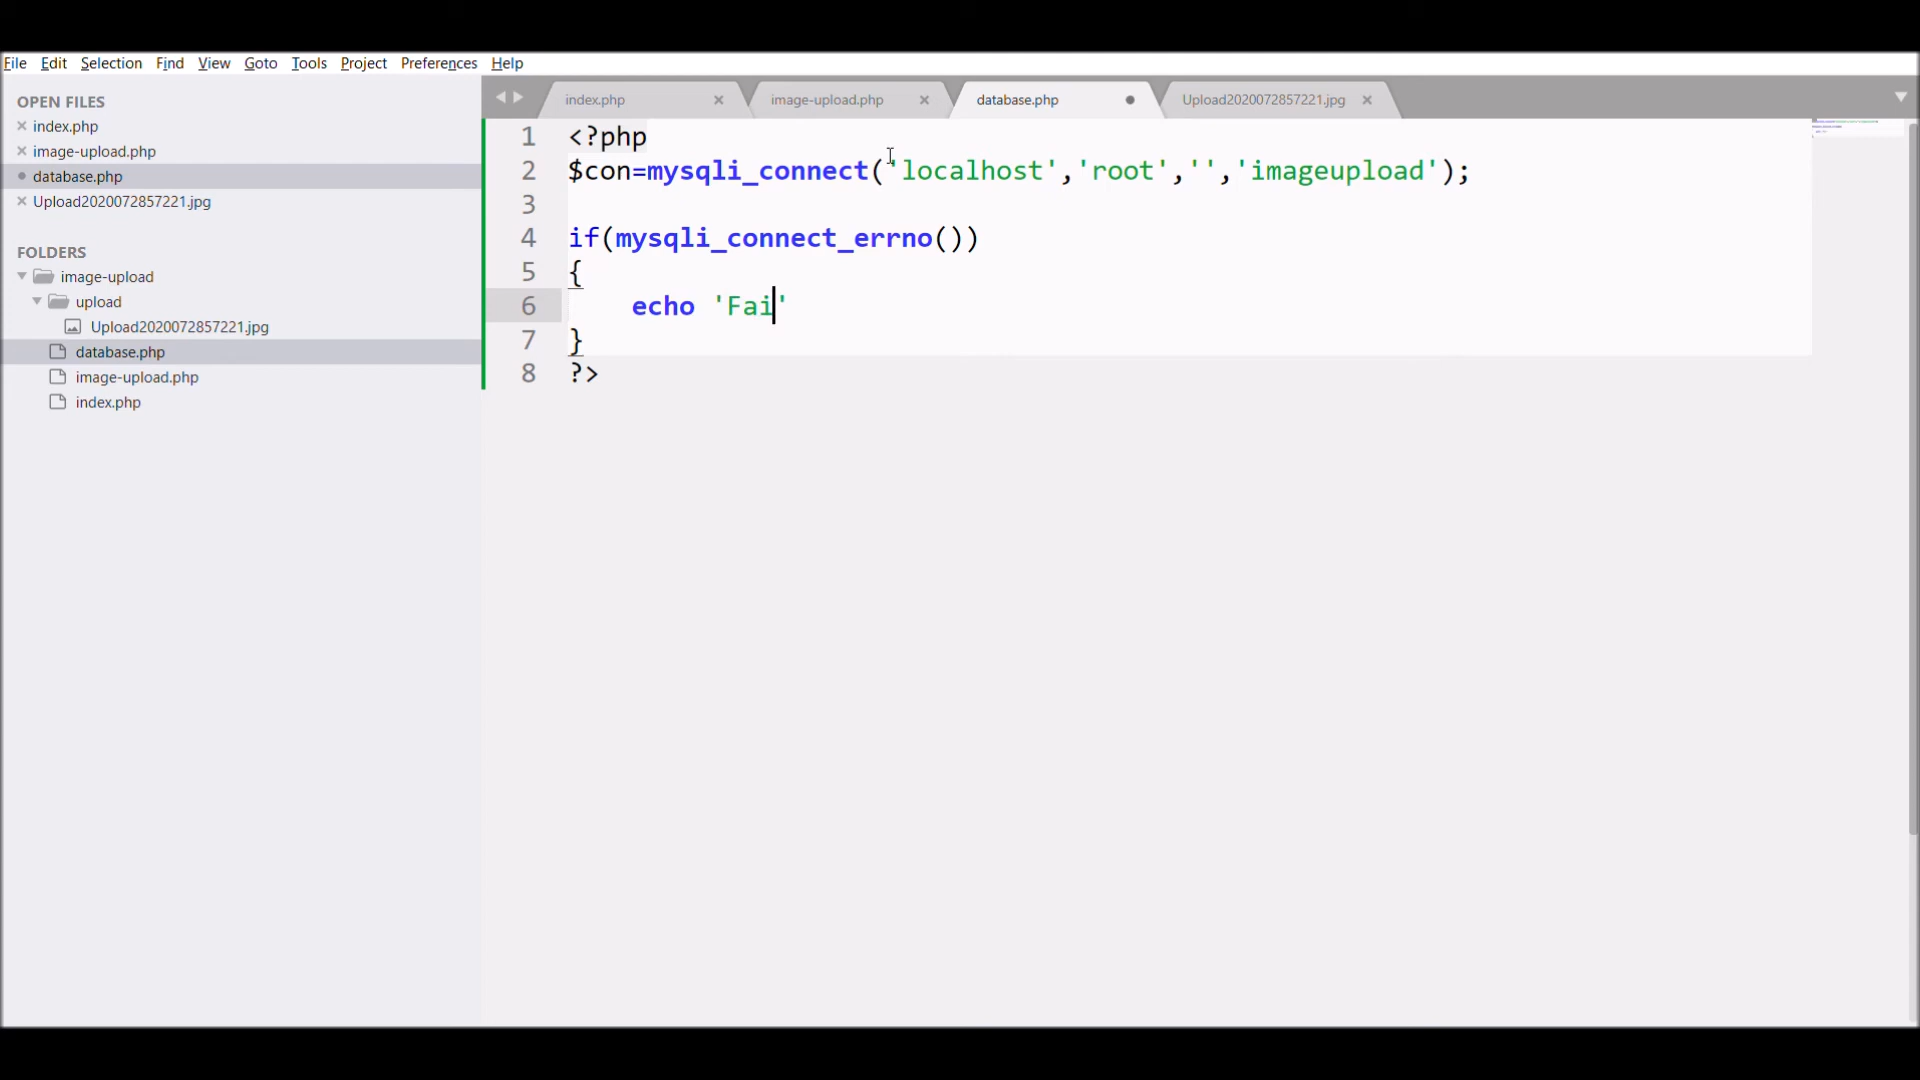 File Edit Selection Find View Goto Tools Project Preferences Help
OPEN FILES
index.php
image-upload.php
database.php
Upload2020072857221.jpg
FOLDERS
image-upload
upload
Upload2020072857221.jpg
database.php
image-upload.php
index.php
index.php image-upload.php database.php Upload2020072857221.jpg
1 <?php
2 $con=mysqli_connect('localhost','root','','imageupload');
3
4 if(mysqli_connect_errno())
5 {
6 echo 'Fai'
7 }
8 ?>